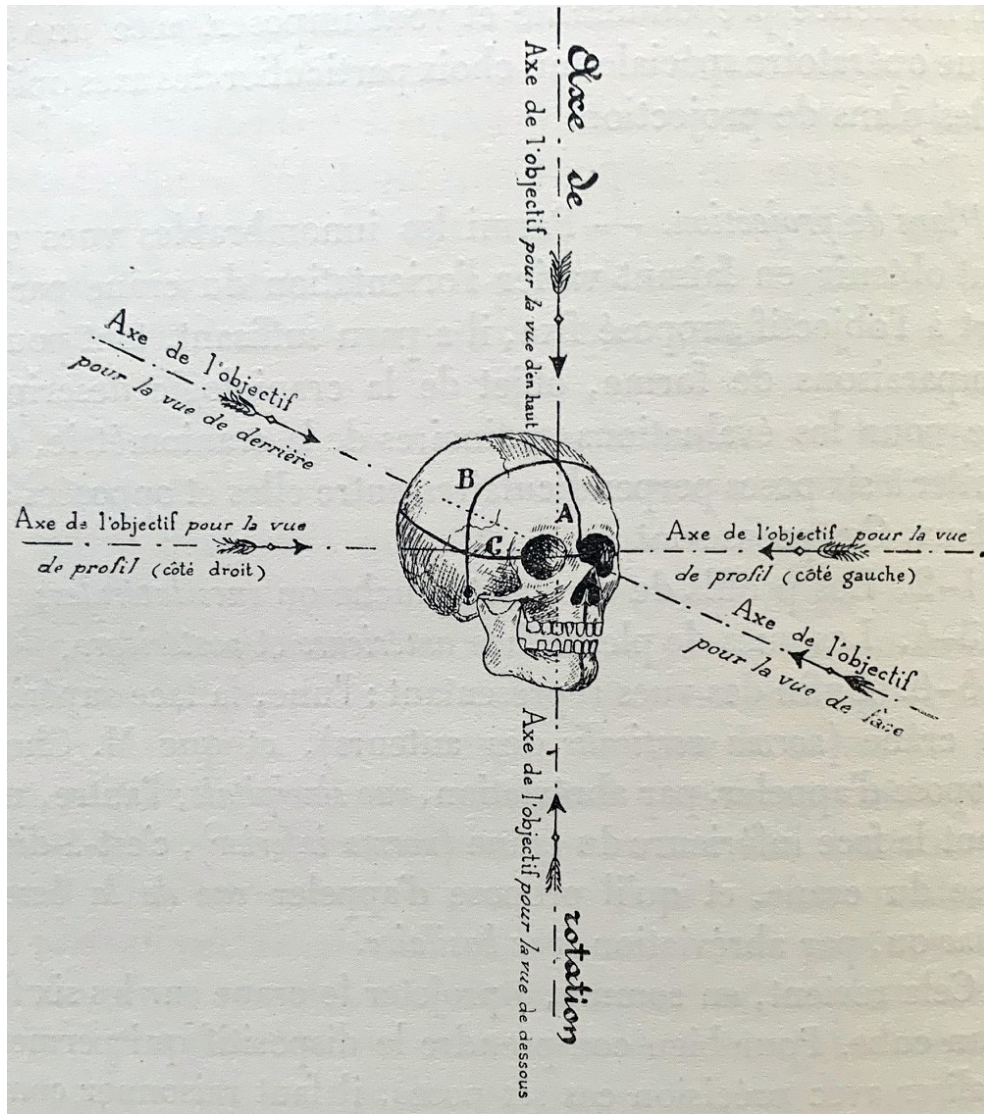 Axe de
Axe de l'objectif pour la vue d'en haut
Axe de l'objectif
pour la vue de derrière
Axe de l'objectif pour la vue
de profil (côté droit)
B
A
C
Axe de l'objectif pour la vue
de profil (côté gauche)
Axe de l'objectif
pour la vue de face
Axe de l'objectif pour la vue de dessous
rotation